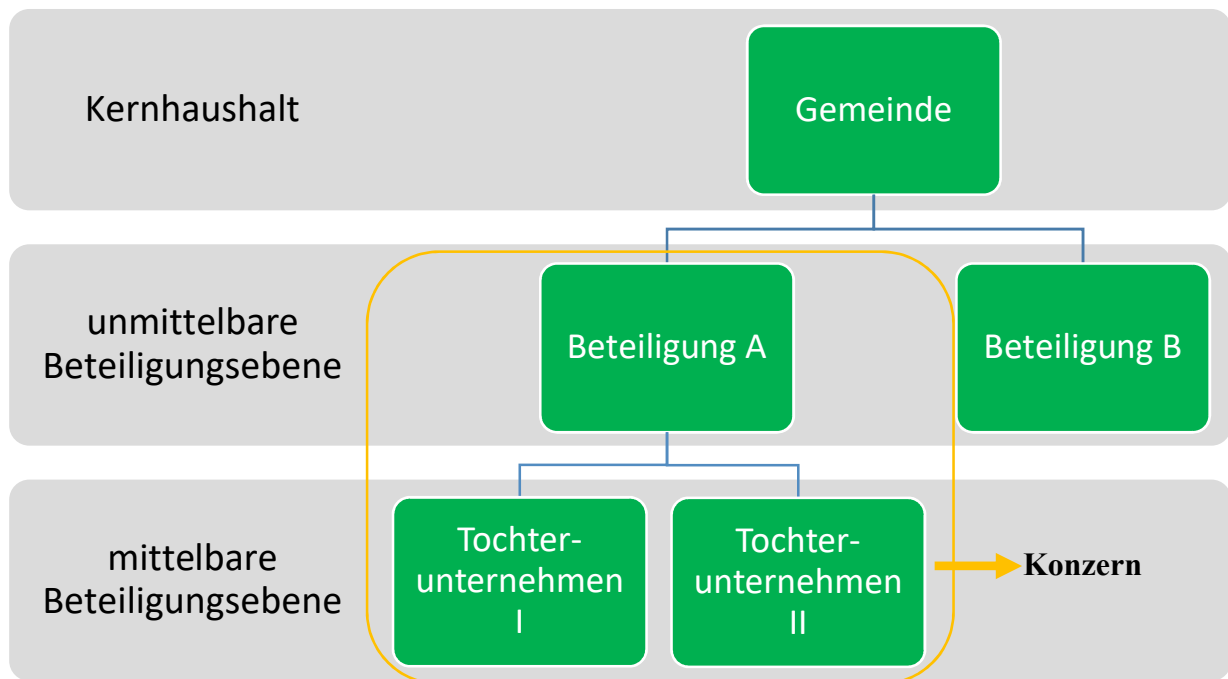 Kernhaushalt
Gemeinde
unmittelbare
Beteiligungsebene
Beteiligung A
Beteiligung B
mittelbare
Beteiligungsebene
Tochter-
unternehmen
I
Tochter-
unternehmen
II
Konzern